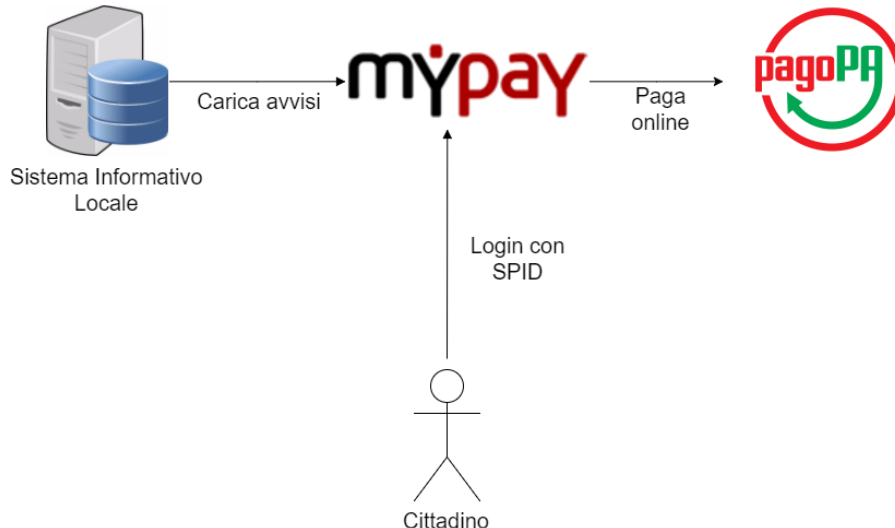 mypay
pagoPA
Carica avvisi
Paga
online
Sistema Informativo
Locale
Login con
SPID
Cittadino